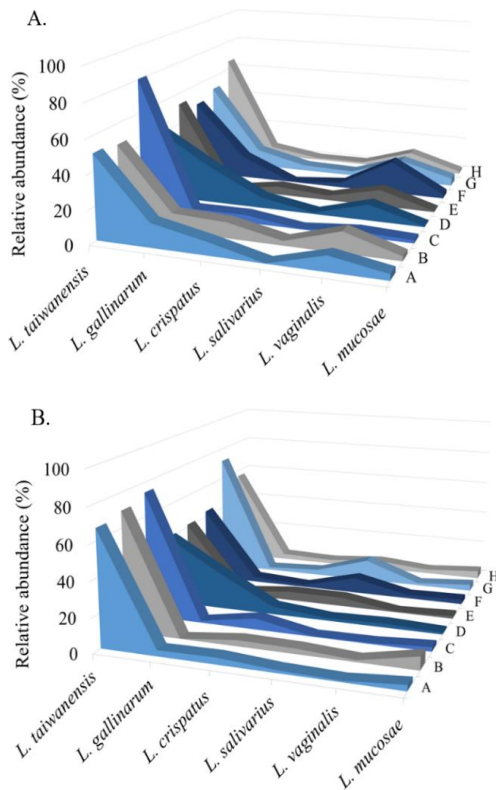 A.
Relative abundance (%)
100
80
60
40
20
0
L. taiwanensis
L. gallinarum
L. crispatus
L. salivarius
L. vaginalis
L. mucosae
H
G
F
E
D
C
B
A
B.
Relative abundance (%)
100
80
60
40
20
0
L. taiwanensis
L. gallinarum
L. crispatus
L. salivarius
L. vaginalis
L. mucosae
H
G
F
E
D
C
B
A